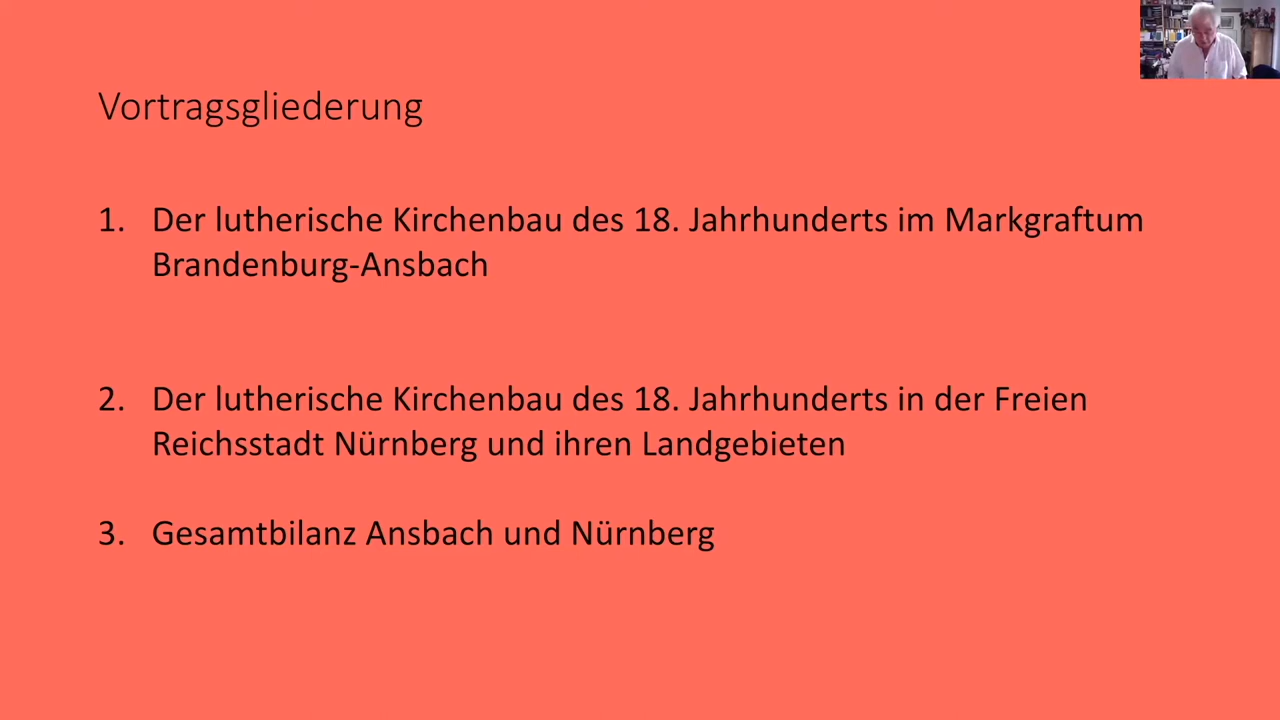 Vortragsgliederung
1. Der lutherische Kirchenbau des 18. Jahrhunderts im Markgraftum
Brandenburg-Ansbach
2. Der lutherische Kirchenbau des 18. Jahrhunderts in der Freien
Reichsstadt Nürnberg und ihren Landgebieten
3. Gesamtbilanz Ansbach und Nürnberg